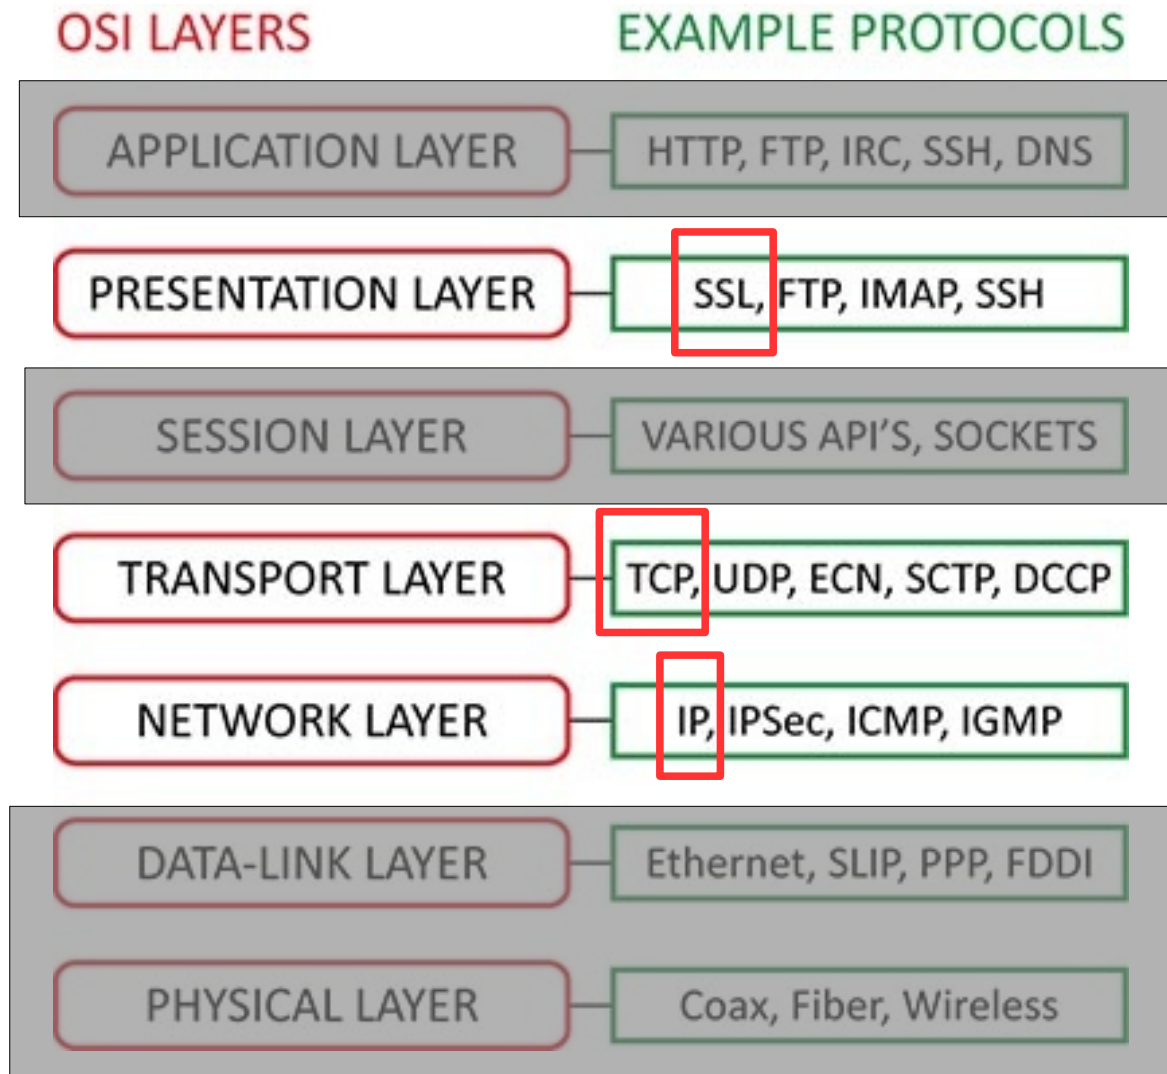 OSI LAYERS EXAMPLE PROTOCOLS
APPLICATION LAYER HTTP, FTP, IRC, SSH, DNS
PRESENTATION LAYER SSL, FTP, IMAP, SSH
SESSION LAYER VARIOUS API'S, SOCKETS
TRANSPORT LAYER TCP, UDP, ECN, SCTP, DCCP
NETWORK LAYER IP, IPSec, ICMP, IGMP
DATA-LINK LAYER Ethernet, SLIP, PPP, FDDI
PHYSICAL LAYER Coax, Fiber, Wireless